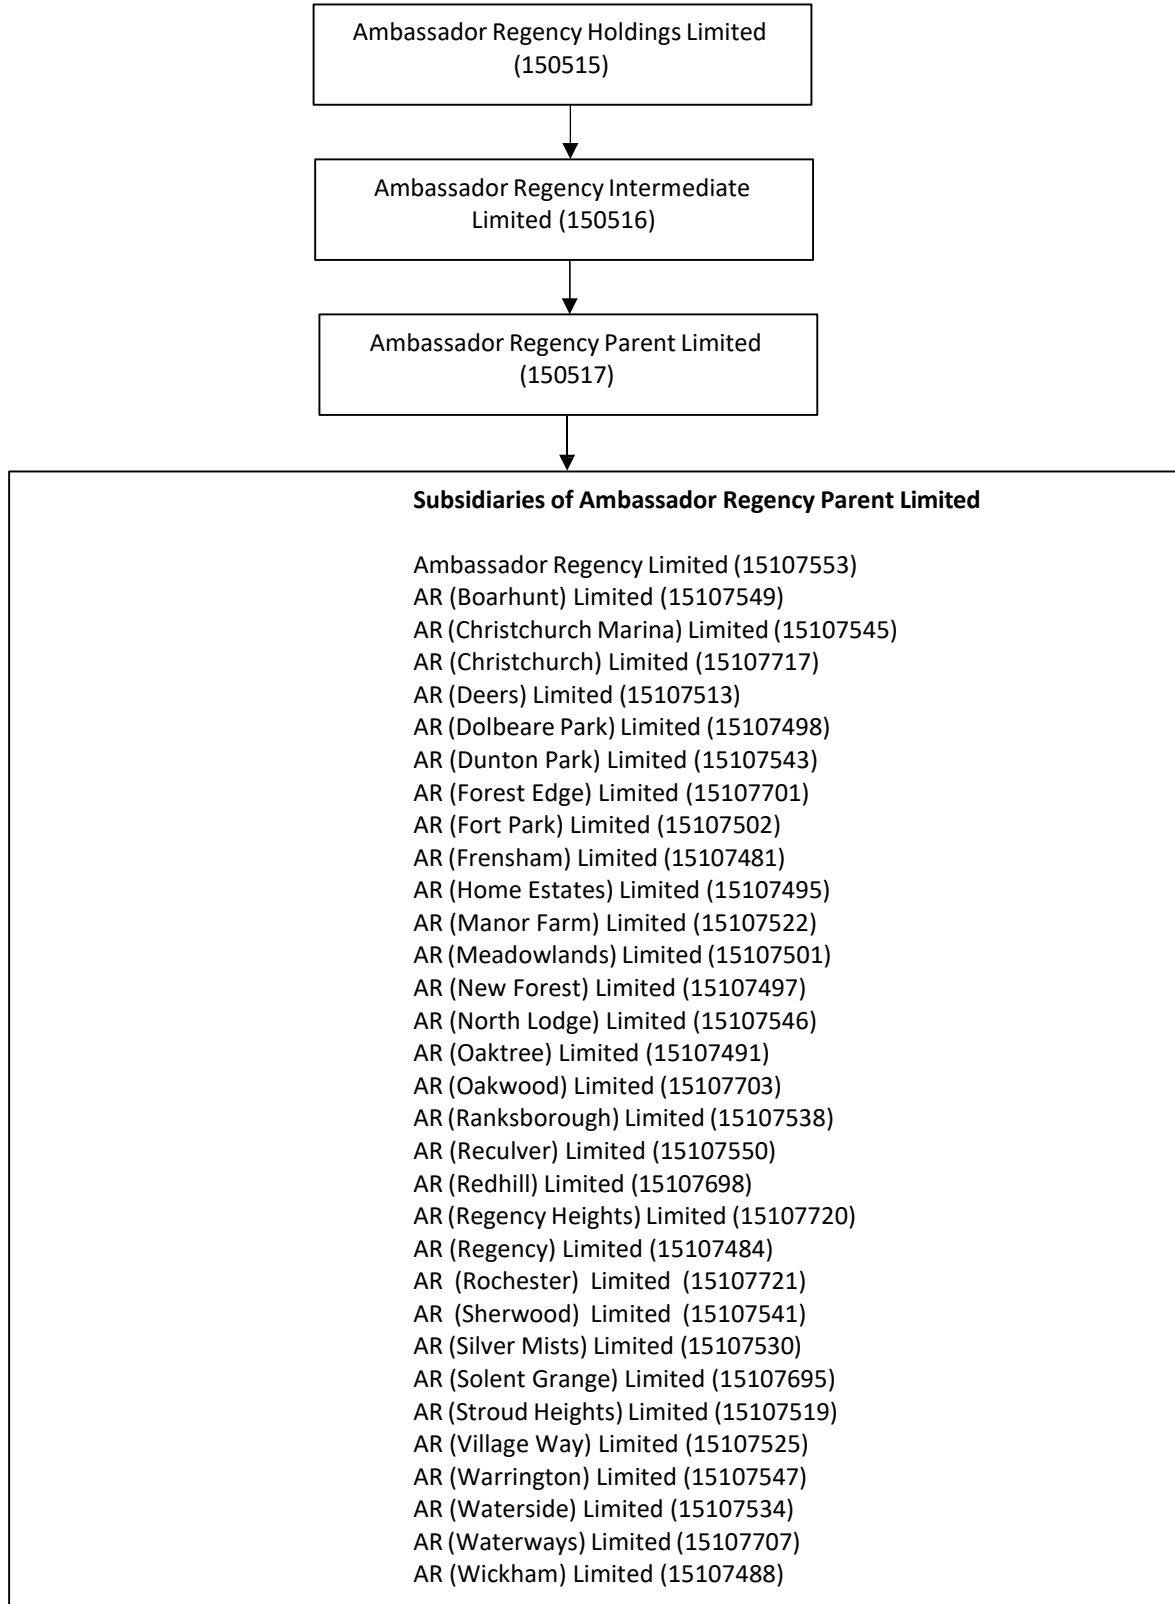 Ambassador Regency Holdings Limited
(150515)
Ambassador Regency Intermediate
Limited (150516)
Ambassador Regency Parent Limited
(150517)
Subsidiaries of Ambassador Regency Parent Limited
Ambassador Regency Limited (15107553)
AR (Boarhunt) Limited (15107549)
AR (Christchurch Marina) Limited (15107545)
AR (Christchurch) Limited (15107717)
AR (Deers) Limited (15107513)
AR (Dolbeare Park) Limited (15107498)
AR (Dunton Park) Limited (15107543)
AR (Forest Edge) Limited (15107701)
AR (Fort Park) Limited (15107502)
AR (Frensham) Limited (15107481)
AR (Home Estates) Limited (15107495)
AR (Manor Farm) Limited (15107522)
AR (Meadowlands) Limited (15107501)
AR (New Forest) Limited (15107497)
AR (North Lodge) Limited (15107546)
AR (Oaktree) Limited (15107491)
AR (Oakwood) Limited (15107703)
AR (Ranksborough) Limited (15107538)
AR (Reculver) Limited (15107550)
AR (Redhill) Limited (15107698)
AR (Regency Heights) Limited (15107720)
AR (Regency) Limited (15107484)
AR (Rochester) Limited (15107721)
AR (Sherwood) Limited (15107541)
AR (Silver Mists) Limited (15107530)
AR (Solent Grange) Limited (15107695)
AR (Stroud Heights) Limited (15107519)
AR (Village Way) Limited (15107525)
AR (Warrington) Limited (15107547)
AR (Waterside) Limited (15107534)
AR (Waterways) Limited (15107707)
AR (Wickham) Limited (15107488)